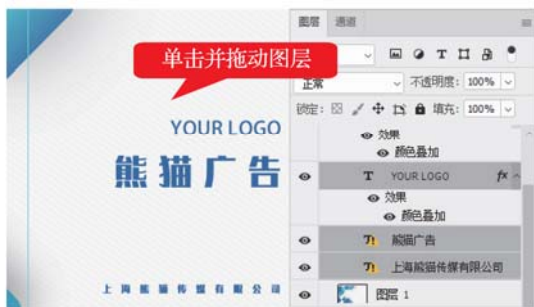 图层 通道
单击并拖动图层
正常 不透明度: 100%
锁定: 填充: 100%
效果
颜色叠加
T YOUR LOGO fx
效果
颜色叠加
熊猫广告
上海熊猫传媒有限公司
图层 1
YOUR LOGO
熊猫广告
上海熊猫传媒有限公司